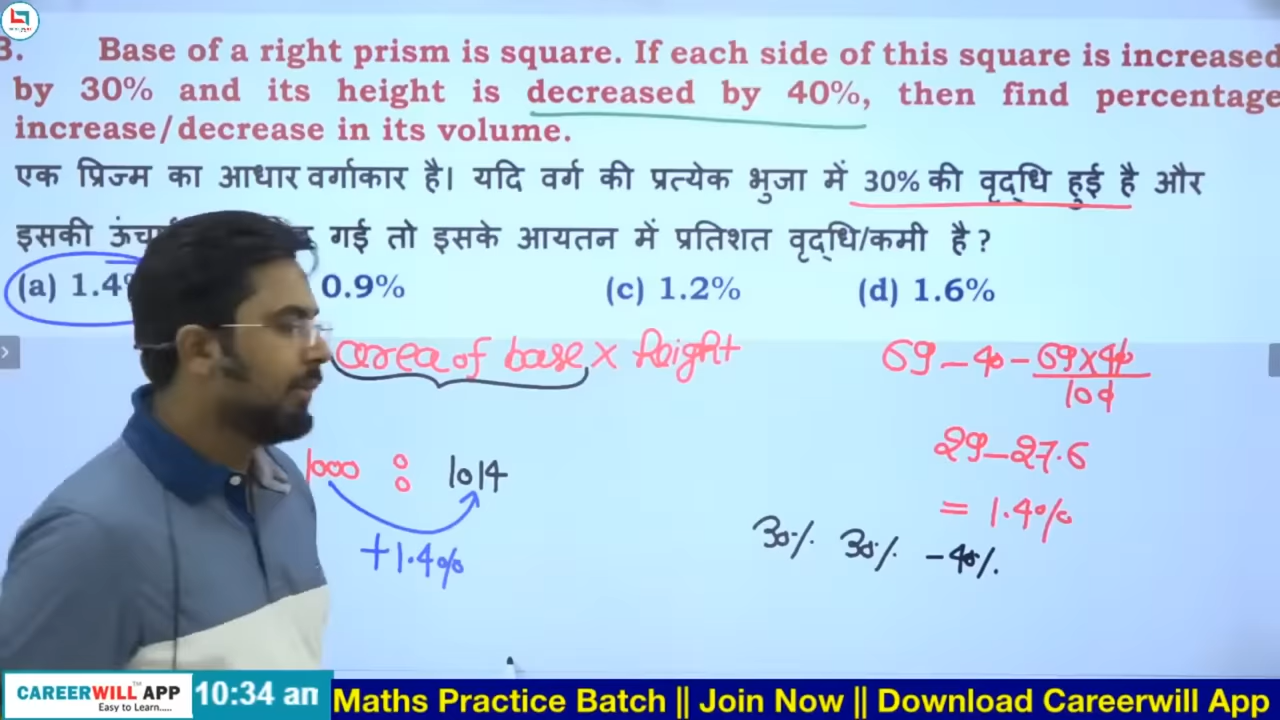 3. Base of a right prism is square. If each side of this square is increased
by 30% and its height is decreased by 40%, then find percentage
increase/decrease in its volume.
एक प्रिज्म का आधार वर्गाकार है। यदि वर्ग की प्रत्येक भुजा में 30% की वृद्धि हुई है और
इसकी गई तो इसके आयतन में प्रतिशत वृद्धि/कमी है ?
(a) 1.4% 0.9% (c) 1.2% (d) 1.6%
area of base × height
69 - 40 - 69×40/100
1000 : 1014
29 - 27.6
= 1.4%
+1.4%
30% 30% -40%
CAREERWILL APP
Easy to Learn.....
10:34 am
Maths Practice Batch || Join Now || Download Careerwill App